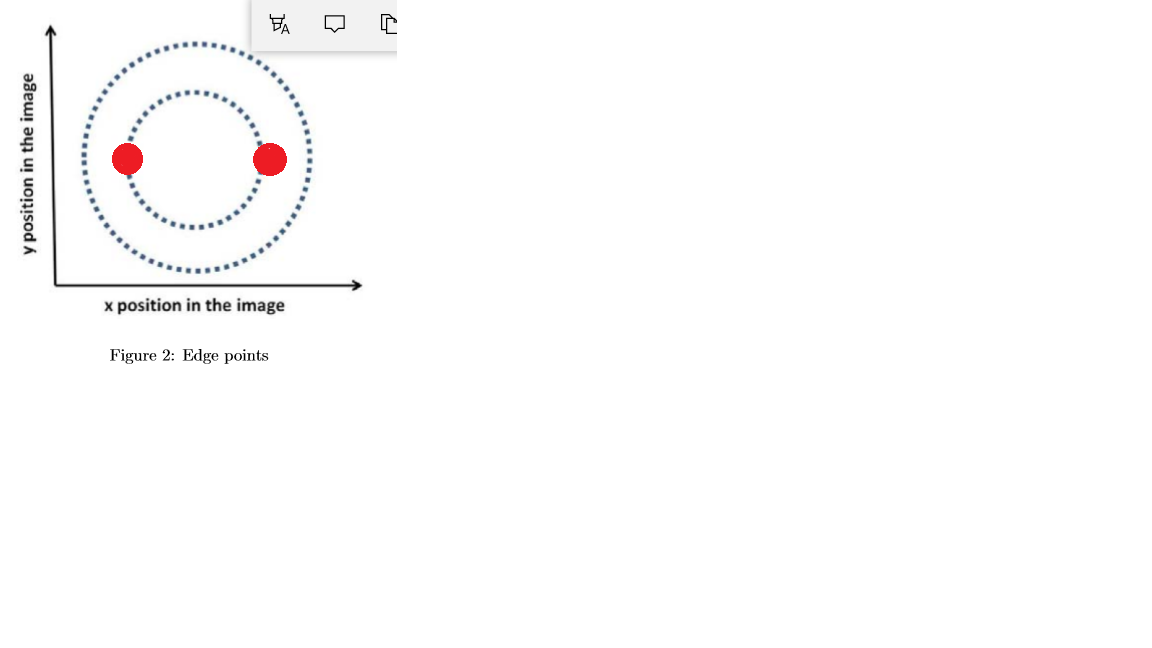 y position in the image
x position in the image
Figure 2: Edge points